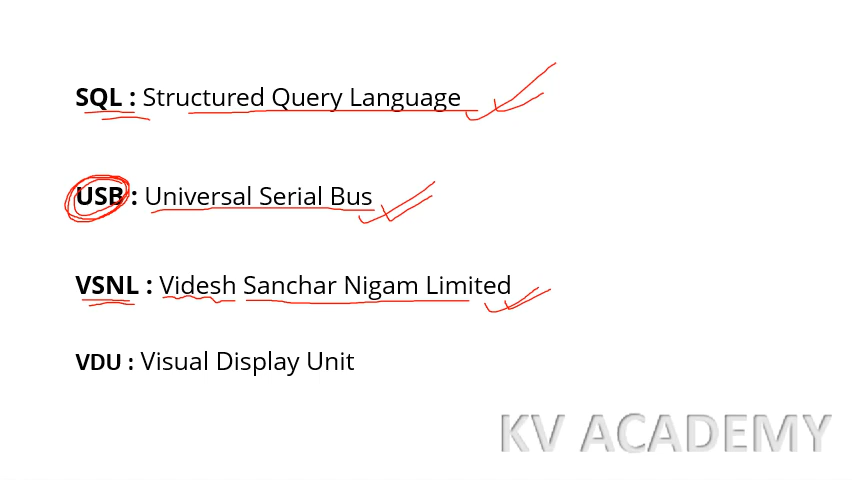 SQL : Structured Query Language
USB : Universal Serial Bus
VSNL : Videsh Sanchar Nigam Limited
VDU : Visual Display Unit
KV ACADEMY